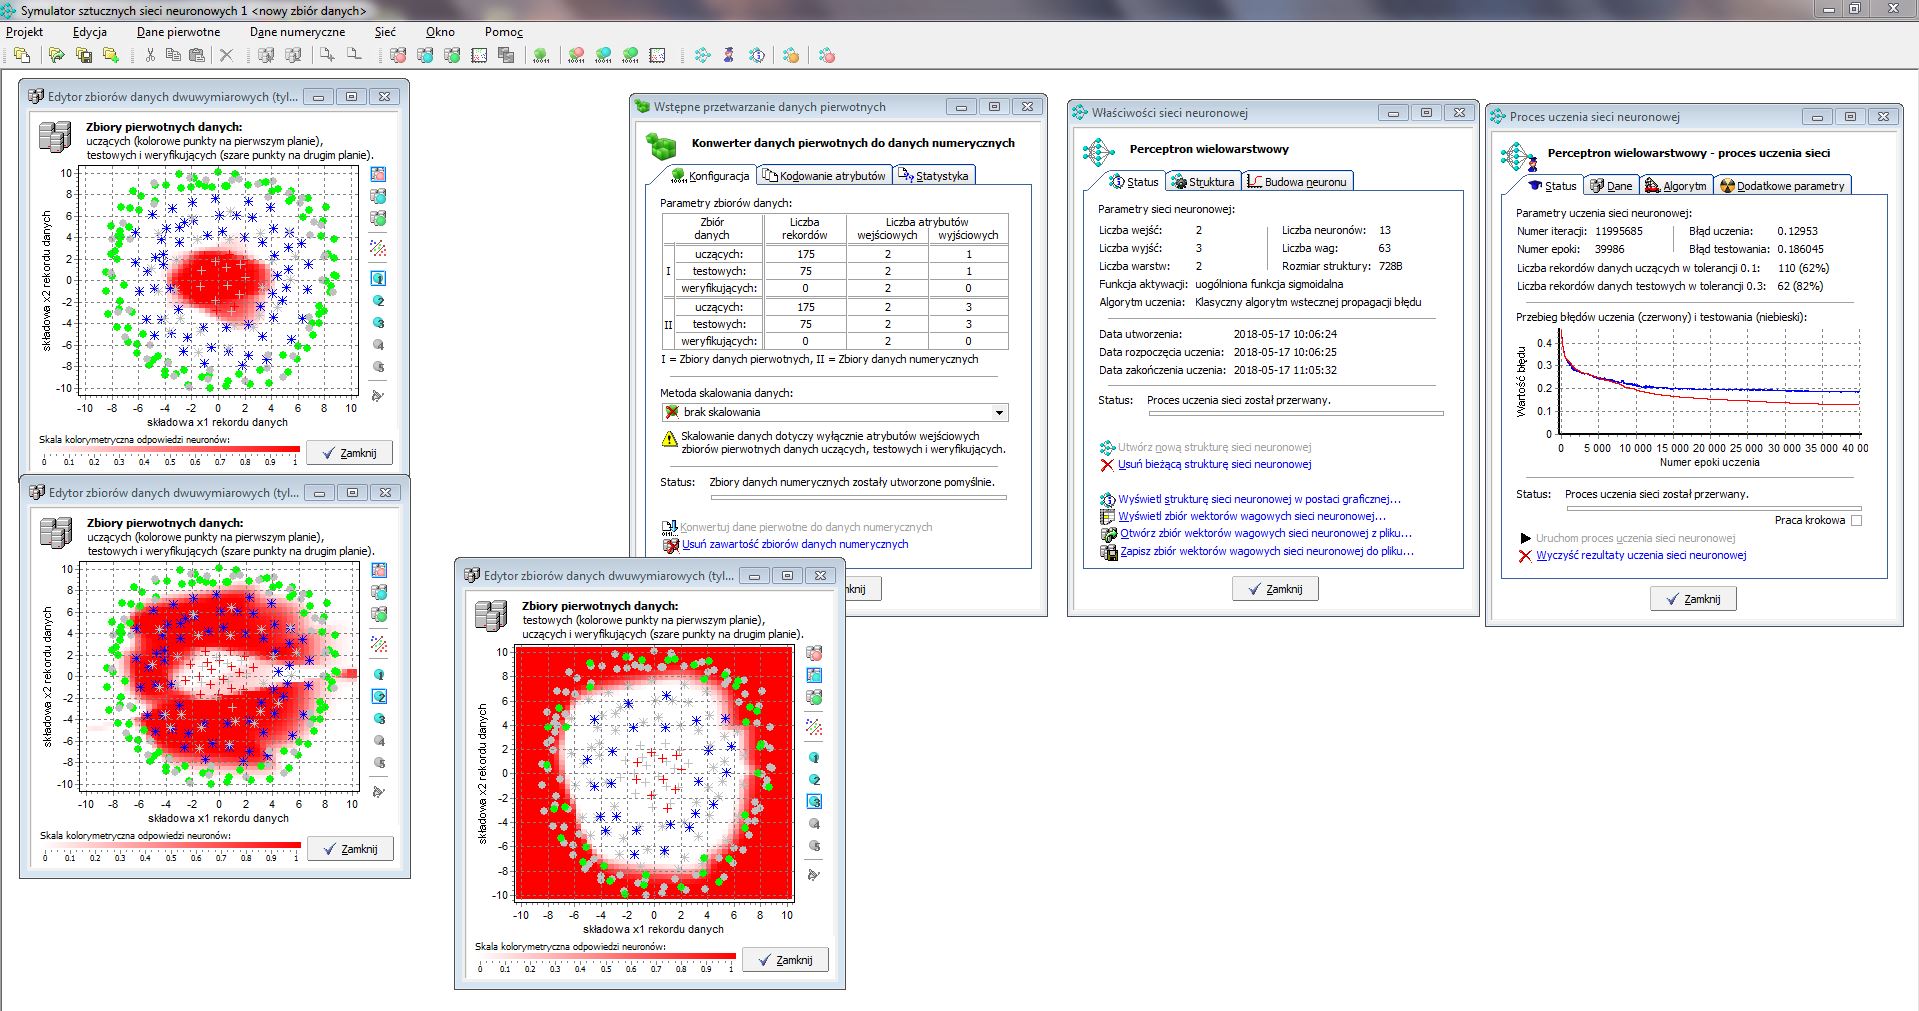 Symulator sztucznych sieci neuronowych 1 <nowy zbiór danych>
Projekt Edycja Dane pierwotne Dane numeryczne Sieć Okno Pomoc
Edytor zbiorów danych dwuwymiarowych (tyl...
Zbiory pierwotnych danych:
uczących (kolorowe punkty na pierwszym planie),
testowych i weryfikujących (szare punkty na drugim planie).
10
8
6
4
2
0
-2
-4
-6
-8
-10
składowa x2 rekordu danych
-10 -8 -6 -4 -2 0 2 4 6 8 10
składowa x1 rekordu danych
1
2
3
4
5
Skala kolorymetryczna odpowiedzi neuronów:
0 0.1 0.2 0.3 0.4 0.5 0.6 0.7 0.8 0.9 1
Zamknij
Edytor zbiorów danych dwuwymiarowych (tyl...
Zbiory pierwotnych danych:
uczących (kolorowe punkty na pierwszym planie),
testowych i weryfikujących (szare punkty na drugim planie).
10
8
6
4
2
0
-2
-4
-6
-8
-10
składowa x2 rekordu danych
-10 -8 -6 -4 -2 0 2 4 6 8 10
składowa x1 rekordu danych
1
2
3
4
5
Skala kolorymetryczna odpowiedzi neuronów:
0 0.1 0.2 0.3 0.4 0.5 0.6 0.7 0.8 0.9 1
Zamknij
Edytor zbiorów danych dwuwymiarowych (tyl...
Zbiory pierwotnych danych:
testowych (kolorowe punkty na pierwszym planie),
uczących i weryfikujących (szare punkty na drugim planie).
10
8
6
4
2
0
-2
-4
-6
-8
-10
składowa x2 rekordu danych
-10 -8 -6 -4 -2 0 2 4 6 8 10
składowa x1 rekordu danych
1
2
3
4
5
Skala kolorymetryczna odpowiedzi neuronów:
0 0.1 0.2 0.3 0.4 0.5 0.6 0.7 0.8 0.9 1
Zamknij
Wstępne przetwarzanie danych pierwotnych
Konwerter danych pierwotnych do danych numerycznych
Konfiguracja Kodowanie atrybutów Statystyka
Parametry zbiorów danych:
Zbiór danych Liczba rekordów Liczba atrybutów
wejściowych wyjściowych
I
uczących: 175 2 1
testowych: 75 2 1
weryfikujących: 0 2 0
II
uczących: 175 2 3
testowych: 75 2 3
weryfikujących: 0 2 0
I = Zbiory danych pierwotnych, II = Zbiory danych numerycznych
Metoda skalowania danych:
brak skalowania
Skalowanie danych dotyczy wyłącznie atrybutów wejściowych
zbiorów pierwotnych danych uczących, testowych i weryfikujących.
Status: Zbiory danych numerycznych zostały utworzone pomyślnie.
Konwertuj dane pierwotne do danych numerycznych
Usuń zawartość zbiorów danych numerycznych
knij
Właściwości sieci neuronowej
Perceptron wielowarstwowy
Status Struktura Budowa neuronu
Parametry sieci neuronowej:
Liczba wejść: 2 Liczba neuronów: 13
Liczba wyjść: 3 Liczba wag: 63
Liczba warstw: 2 Rozmiar struktury: 728B
Funkcja aktywacji: uogólniona funkcja sigmoidalna
Algorytm uczenia: Klasyczny algorytm wstecznej propagacji błędu
Data utworzenia: 2018-05-17 10:06:24
Data rozpoczęcia uczenia: 2018-05-17 10:06:25
Data zakończenia uczenia: 2018-05-17 11:05:32
Status: Proces uczenia sieci został przerwany.
Utwórz nową strukturę sieci neuronowej
Usuń bieżącą strukturę sieci neuronowej
Wyświetl strukturę sieci neuronowej w postaci graficznej...
Wyświetl zbiór wektorów wagowych sieci neuronowej...
Otwórz zbiór wektorów wagowych sieci neuronowej z pliku...
Zapisz zbiór wektorów wagowych sieci neuronowej do pliku...
Zamknij
Proces uczenia sieci neuronowej
Perceptron wielowarstwowy - proces uczenia sieci
Status Dane Algorytm Dodatkowe parametry
Parametry uczenia sieci neuronowej:
Numer iteracji: 11995685 Błąd uczenia: 0.12953
Numer epoki: 39986 Błąd testowania: 0.186045
Liczba rekordów danych uczących w tolerancji 0.1: 110 (62%)
Liczba rekordów danych testowych w tolerancji 0.3: 62 (82%)
Przebieg błędów uczenia (czerwony) i testowania (niebieski):
Wartość błędu
0.4
0.3
0.2
0.1
0
0 5 000 10 000 15 000 20 000 25 000 30 000 35 000 40 00
Numer epoki uczenia
Status: Proces uczenia sieci został przerwany.
Praca krokowa
Uruchom proces uczenia sieci neuronowej
Wyczyść rezultaty uczenia sieci neuronowej
Zamknij